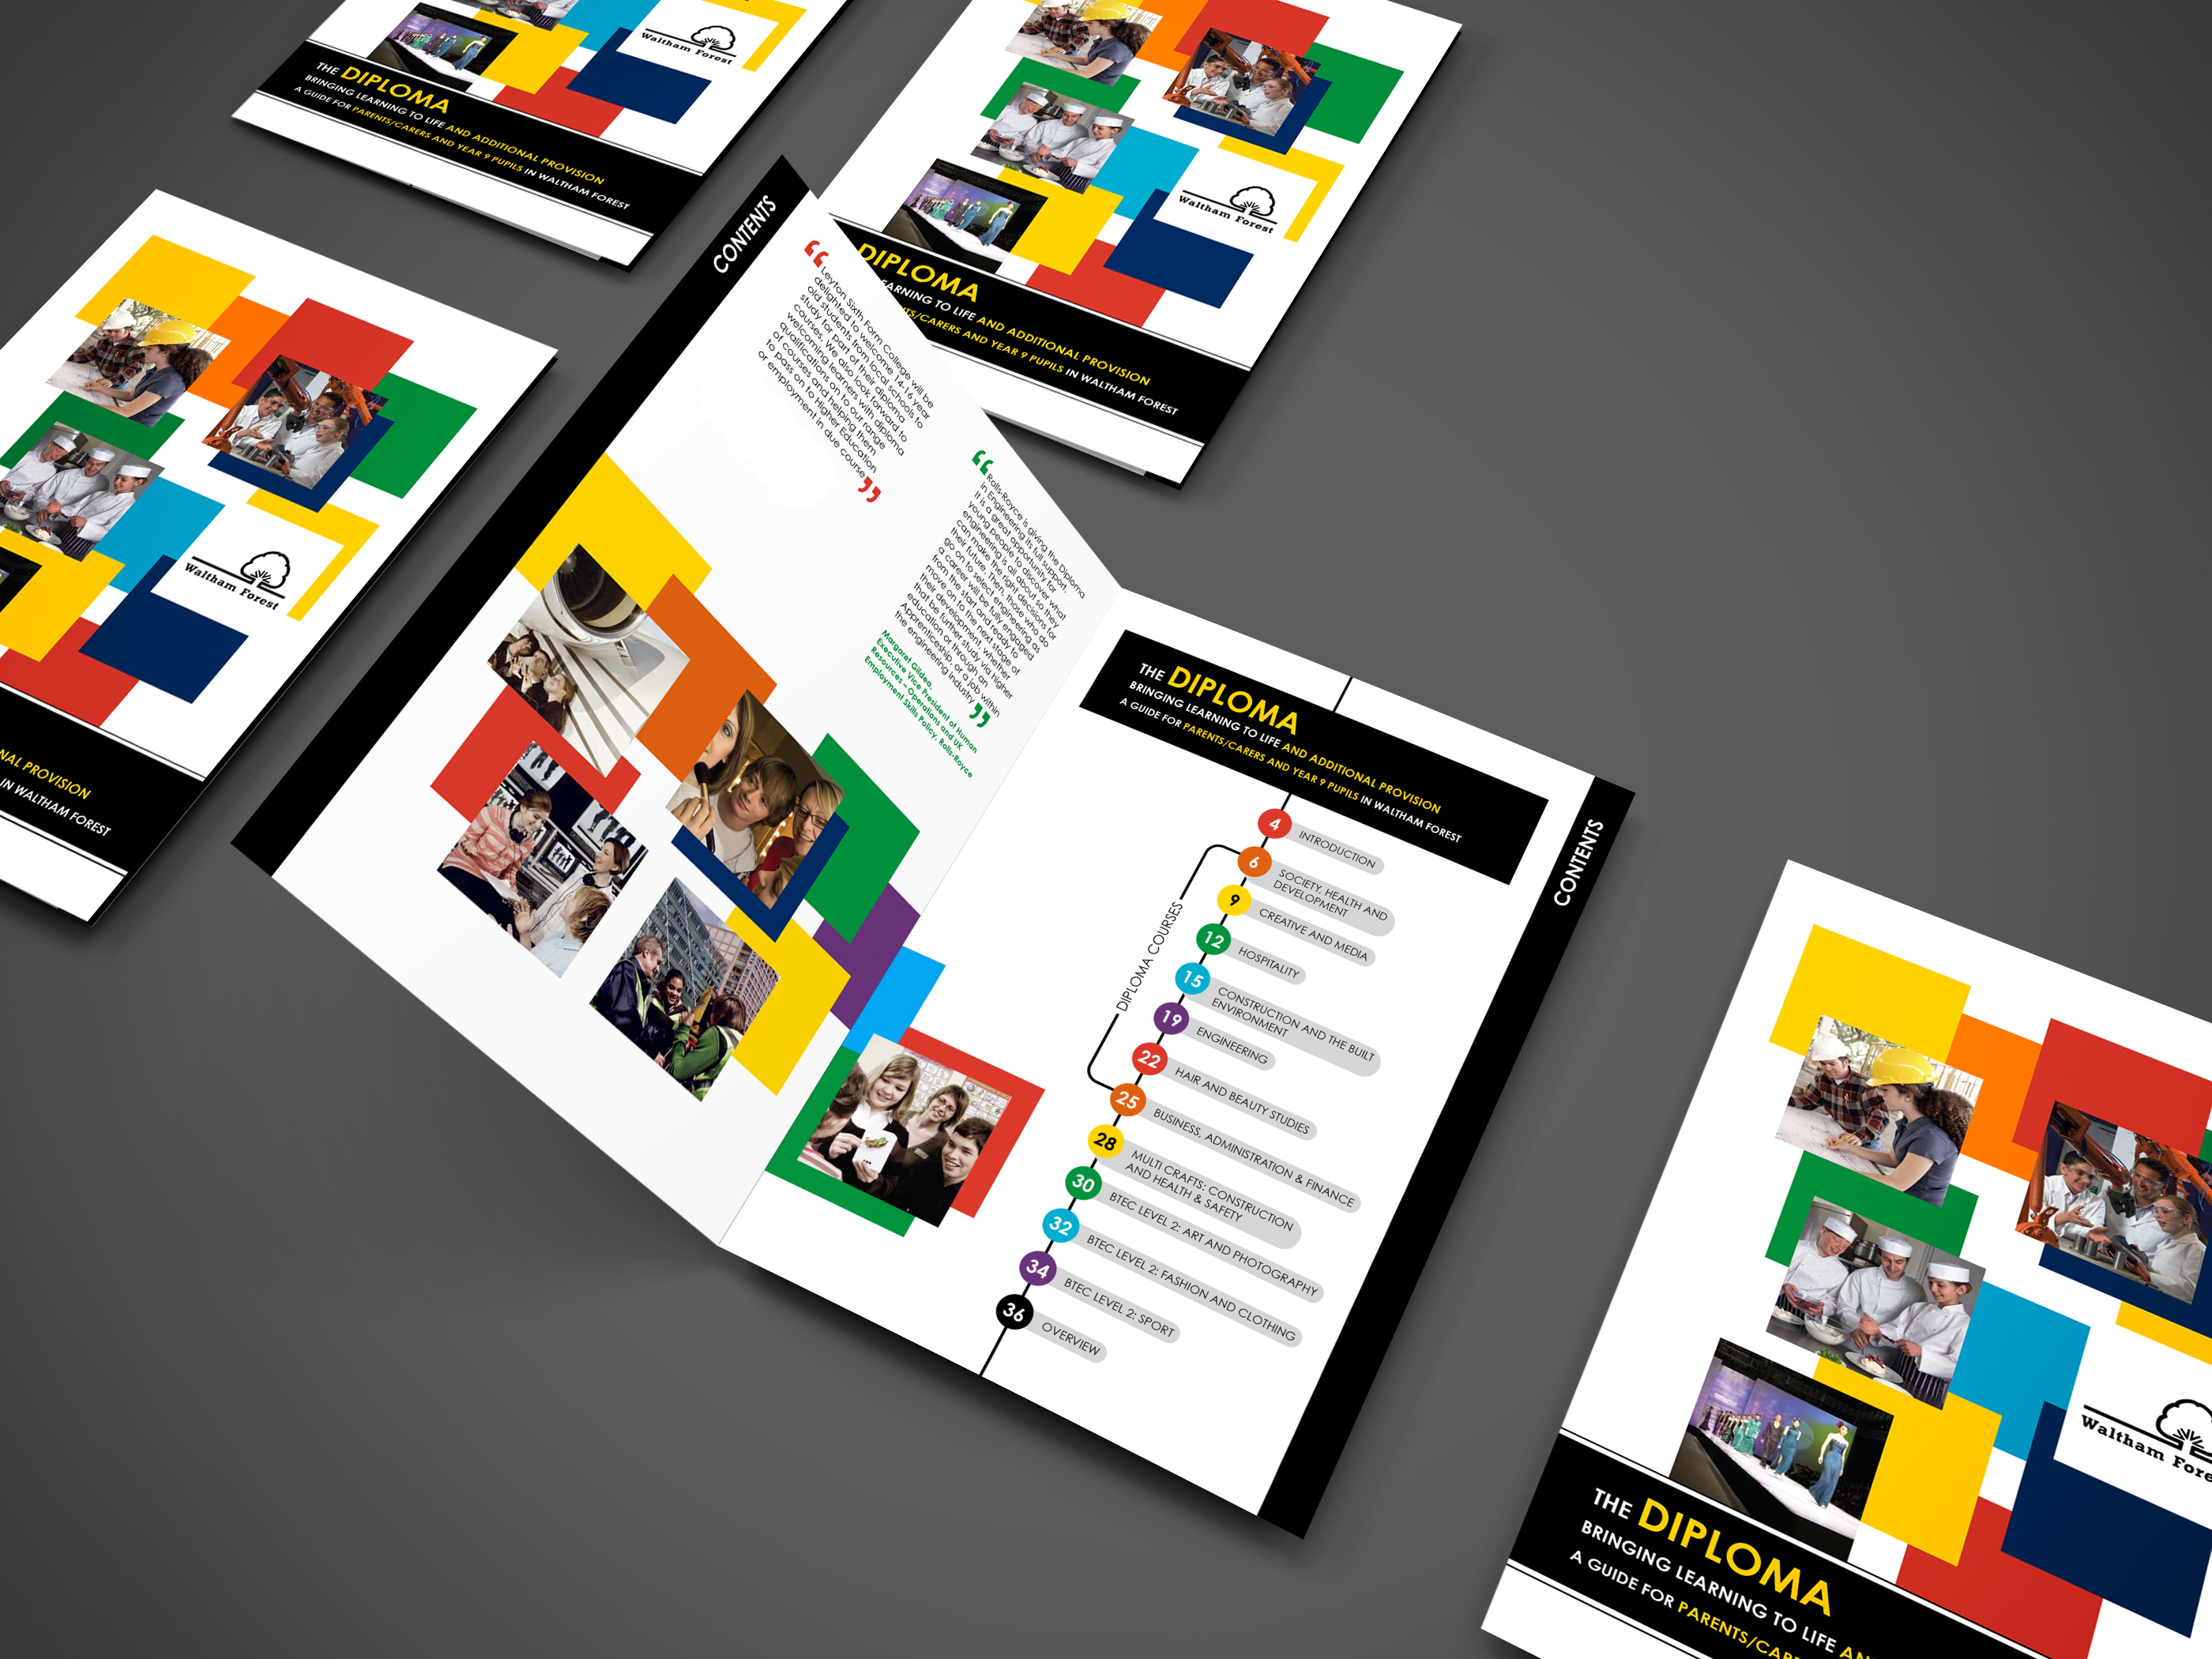 Waltham Forest
THE DIPLOMA
BRINGING LEARNING TO LIFE AND ADDITIONAL PROVISION
A GUIDE FOR PARENTS/CARERS AND YEAR 9 PUPILS IN WALTHAM FOREST
Waltham Forest
DIPLOMA
EARNING TO LIFE AND ADDITIONAL PROVISION
TS/CARERS AND YEAR 9 PUPILS IN WALTHAM FOREST
Waltham Forest
NAL PROVISION
IN WALTHAM FOREST
CONTENTS
“ Leyton Sixth Form College will be
delighted to welcome 14-16 year
old students from local schools to
study for part of their diploma
courses. We also look forward to
welcoming learners with diploma
qualifications on to our range
of courses and helping them
to pass on to Higher Education
or employment in due course ”
“ Rolls-Royce is giving the Diploma
in Engineering its full support.
It is a great opportunity for
young people to discover what
engineering is all about so they
can make the right decisions for
their future. Then, those who do
go on to select engineering as
a career will be fully engaged
from the start and ready to
move on to the next stage of
their development, whether
that be further study via higher
education or through an
Apprenticeship, or a job within
the engineering industry ”
Margaret Gildea,
Executive Vice President of Human
Resources – Operations and UK
Employment Skills Policy, Rolls-Royce
THE DIPLOMA
BRINGING LEARNING TO LIFE AND ADDITIONAL PROVISION
A GUIDE FOR PARENTS/CARERS AND YEAR 9 PUPILS IN WALTHAM FOREST
CONTENTS
DIPLOMA COURSES
4 INTRODUCTION
6 SOCIETY, HEALTH AND
DEVELOPMENT
9 CREATIVE AND MEDIA
12 HOSPITALITY
15 CONSTRUCTION AND THE BUILT
ENVIRONMENT
19 ENGINEERING
22 HAIR AND BEAUTY STUDIES
25 BUSINESS, ADMINISTRATION & FINANCE
28 MULTI CRAFTS: CONSTRUCTION
AND HEALTH & SAFETY
30 BTEC LEVEL 2: ART AND PHOTOGRAPHY
32 BTEC LEVEL 2: FASHION AND CLOTHING
34 BTEC LEVEL 2: SPORT
36 OVERVIEW
Waltham Fore
THE DIPLOMA
BRINGING LEARNING TO LIFE AN
A GUIDE FOR PARENTS/CAR